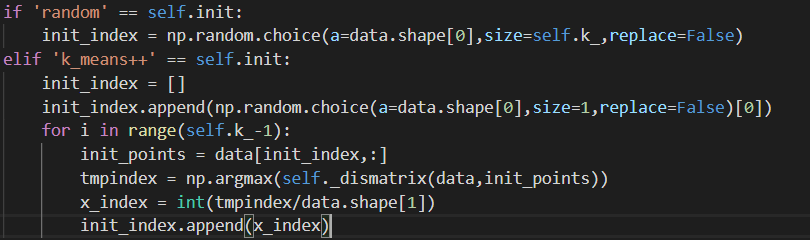 if 'random' == self.init:
    init_index = np.random.choice(a=data.shape[0],size=self.k_,replace=False)
elif 'k_means++' == self.init:
    init_index = []
    init_index.append(np.random.choice(a=data.shape[0],size=1,replace=False)[0])
    for i in range(self.k_-1):
        init_points = data[init_index,:]
        tmpindex = np.argmax(self._dismatrix(data,init_points))
        x_index = int(tmpindex/data.shape[1])
        init_index.append(x_index)